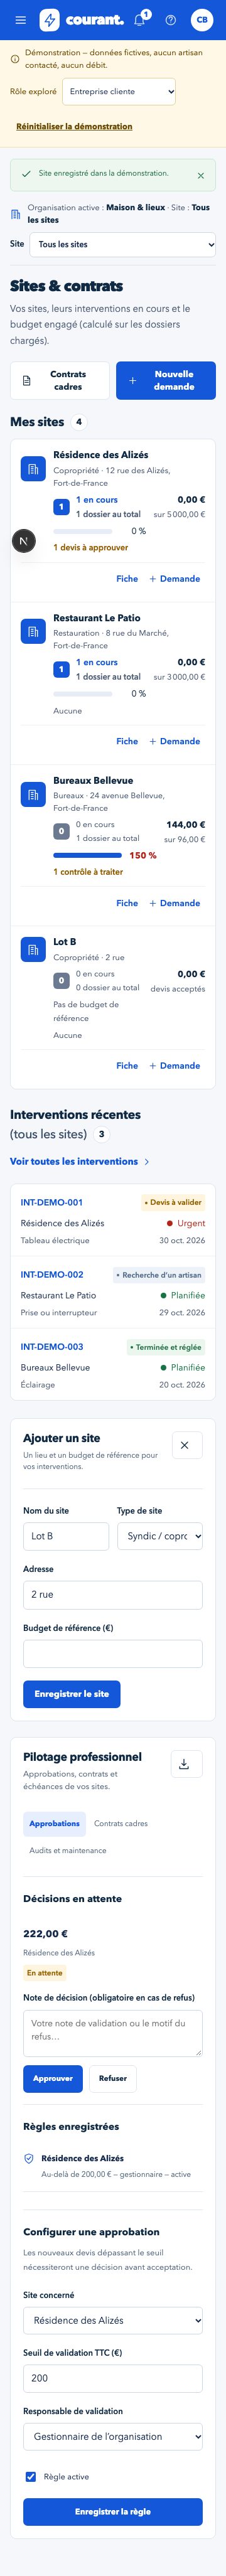 courant.
1
CB
Démonstration — données fictives, aucun artisan
contacté, aucun débit.
Rôle exploré
Entreprise cliente
Réinitialiser la démonstration
Site enregistré dans la démonstration.
Organisation active : Maison & lieux · Site : Tous
les sites
Site
Tous les sites
Sites & contrats
Vos sites, leurs interventions en cours et le
budget engagé (calculé sur les dossiers
chargés).
Contrats
cadres
Nouvelle
demande
Mes sites 4
Résidence des Alizés
Copropriété · 12 rue des Alizés,
Fort-de-France
1
1 en cours
0,00 €
1 dossier au total
sur 5 000,00 €
0 %
1 devis à approuver
N
Fiche
+ Demande
Restaurant Le Patio
Restauration · 8 rue du Marché,
Fort-de-France
1
1 en cours
0,00 €
1 dossier au total
sur 3 000,00 €
0 %
Aucune
Fiche
+ Demande
Bureaux Bellevue
Bureaux · 24 avenue Bellevue,
Fort-de-France
0
0 en cours
144,00 €
1 dossier au total
sur 96,00 €
150 %
1 contrôle à traiter
Fiche
+ Demande
Lot B
Copropriété · 2 rue
0
0 en cours
0,00 €
0 dossier au total
devis acceptés
Pas de budget de
référence
Aucune
Fiche
+ Demande
Interventions récentes
(tous les sites) 3
Voir toutes les interventions
INT-DEMO-001
• Devis à valider
Résidence des Alizés
Urgent
Tableau électrique
30 oct. 2026
INT-DEMO-002
• Recherche d'un artisan
Restaurant Le Patio
Planifiée
Prise ou interrupteur
29 oct. 2026
INT-DEMO-003
• Terminée et réglée
Bureaux Bellevue
Planifiée
Éclairage
20 oct. 2026
Ajouter un site
Un lieu et un budget de référence pour
vos interventions.
Nom du site
Type de site
Lot B
Syndic / copro
Adresse
2 rue
Budget de référence (€)
Enregistrer le site
Pilotage professionnel
Approbations, contrats et
échéances de vos sites.
Approbations
Contrats cadres
Audits et maintenance
Décisions en attente
222,00 €
Résidence des Alizés
En attente
Note de décision (obligatoire en cas de refus)
Votre note de validation ou le motif du
refus…
Approuver
Refuser
Règles enregistrées
Résidence des Alizés
Au-delà de 200,00 € — gestionnaire — active
Configurer une approbation
Les nouveaux devis dépassant le seuil
nécessiteront une décision avant acceptation.
Site concerné
Résidence des Alizés
Seuil de validation TTC (€)
200
Responsable de validation
Gestionnaire de l'organisation
Règle active
Enregistrer la règle